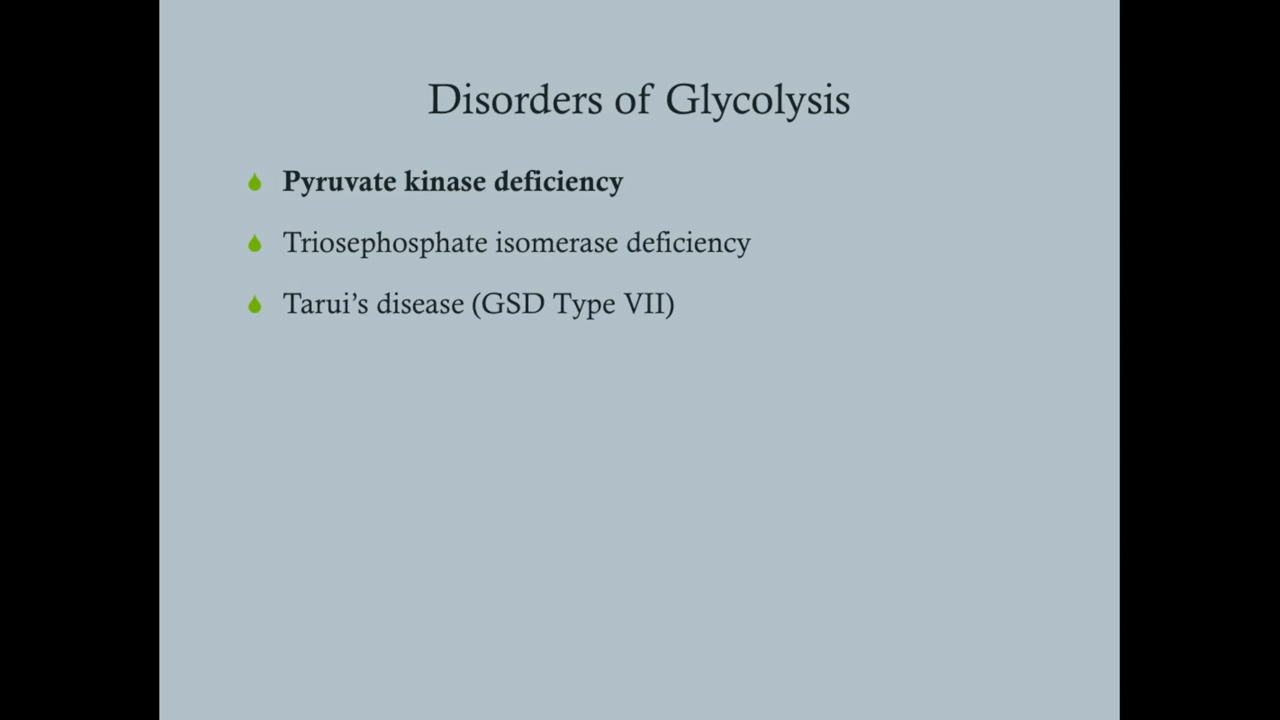 Disorders of Glycolysis
Pyruvate kinase deficiency
Triosephosphate isomerase deficiency
Tarui’s disease (GSD Type VII)